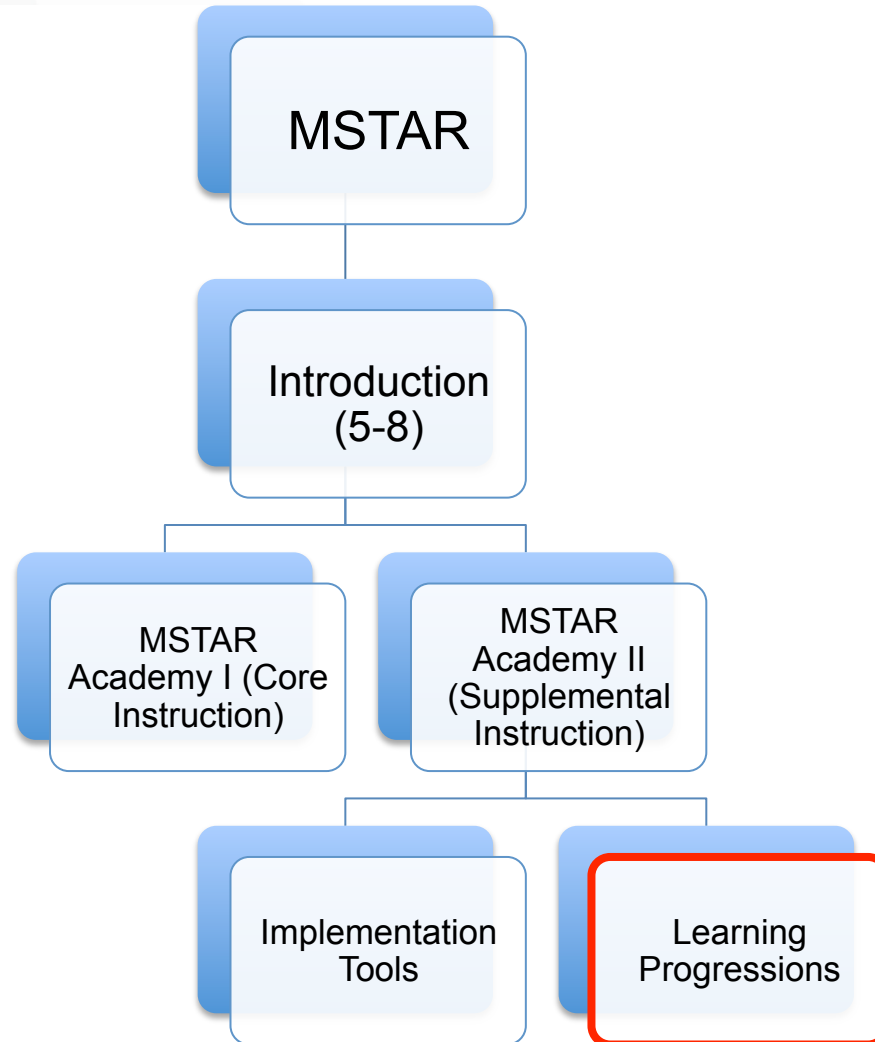 MSTAR
Introduction
(5-8)
MSTAR
Academy I (Core
Instruction)
MSTAR
Academy II
(Supplemental
Instruction)
Implementation
Tools
Learning
Progressions